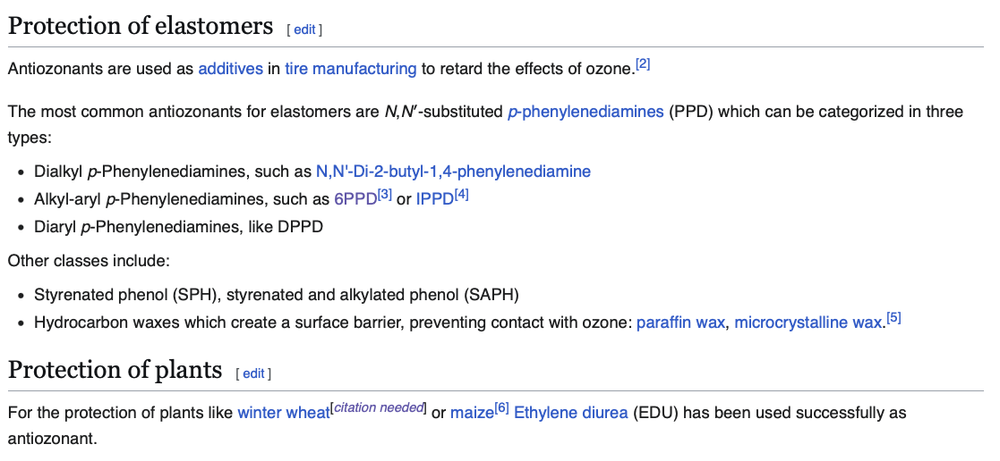 Protection of elastomers [ edit ]
Antiozonants are used as additives in tire manufacturing to retard the effects of ozone.[2]
The most common antiozonants for elastomers are N,N′-substituted p-phenylenediamines (PPD) which can be categorized in three
types:
• Dialkyl p-Phenylenediamines, such as N,N'-Di-2-butyl-1,4-phenylenediamine
• Alkyl-aryl p-Phenylenediamines, such as 6PPD[3] or IPPD[4]
• Diaryl p-Phenylenediamines, like DPPD
Other classes include:
• Styrenated phenol (SPH), styrenated and alkylated phenol (SAPH)
• Hydrocarbon waxes which create a surface barrier, preventing contact with ozone: paraffin wax, microcrystalline wax.[5]
Protection of plants [ edit ]
For the protection of plants like winter wheat[citation needed] or maize[6] Ethylene diurea (EDU) has been used successfully as
antiozonant.